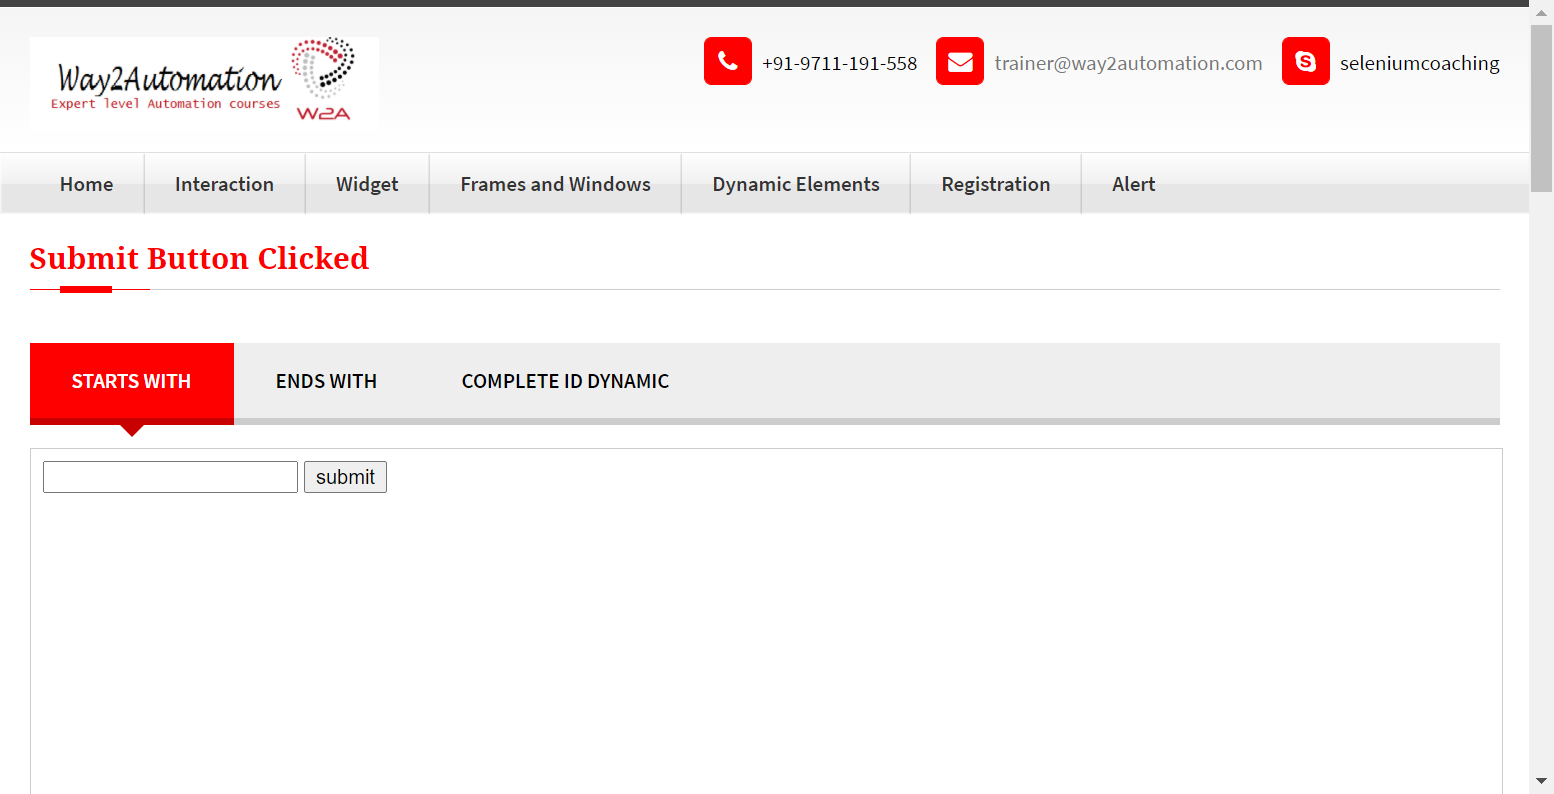 Way2Automation
Expert level Automation courses
W2A
+91-9711-191-558
trainer@way2automation.com
seleniumcoaching
Home
Interaction
Widget
Frames and Windows
Dynamic Elements
Registration
Alert
Submit Button Clicked
STARTS WITH
ENDS WITH
COMPLETE ID DYNAMIC
submit